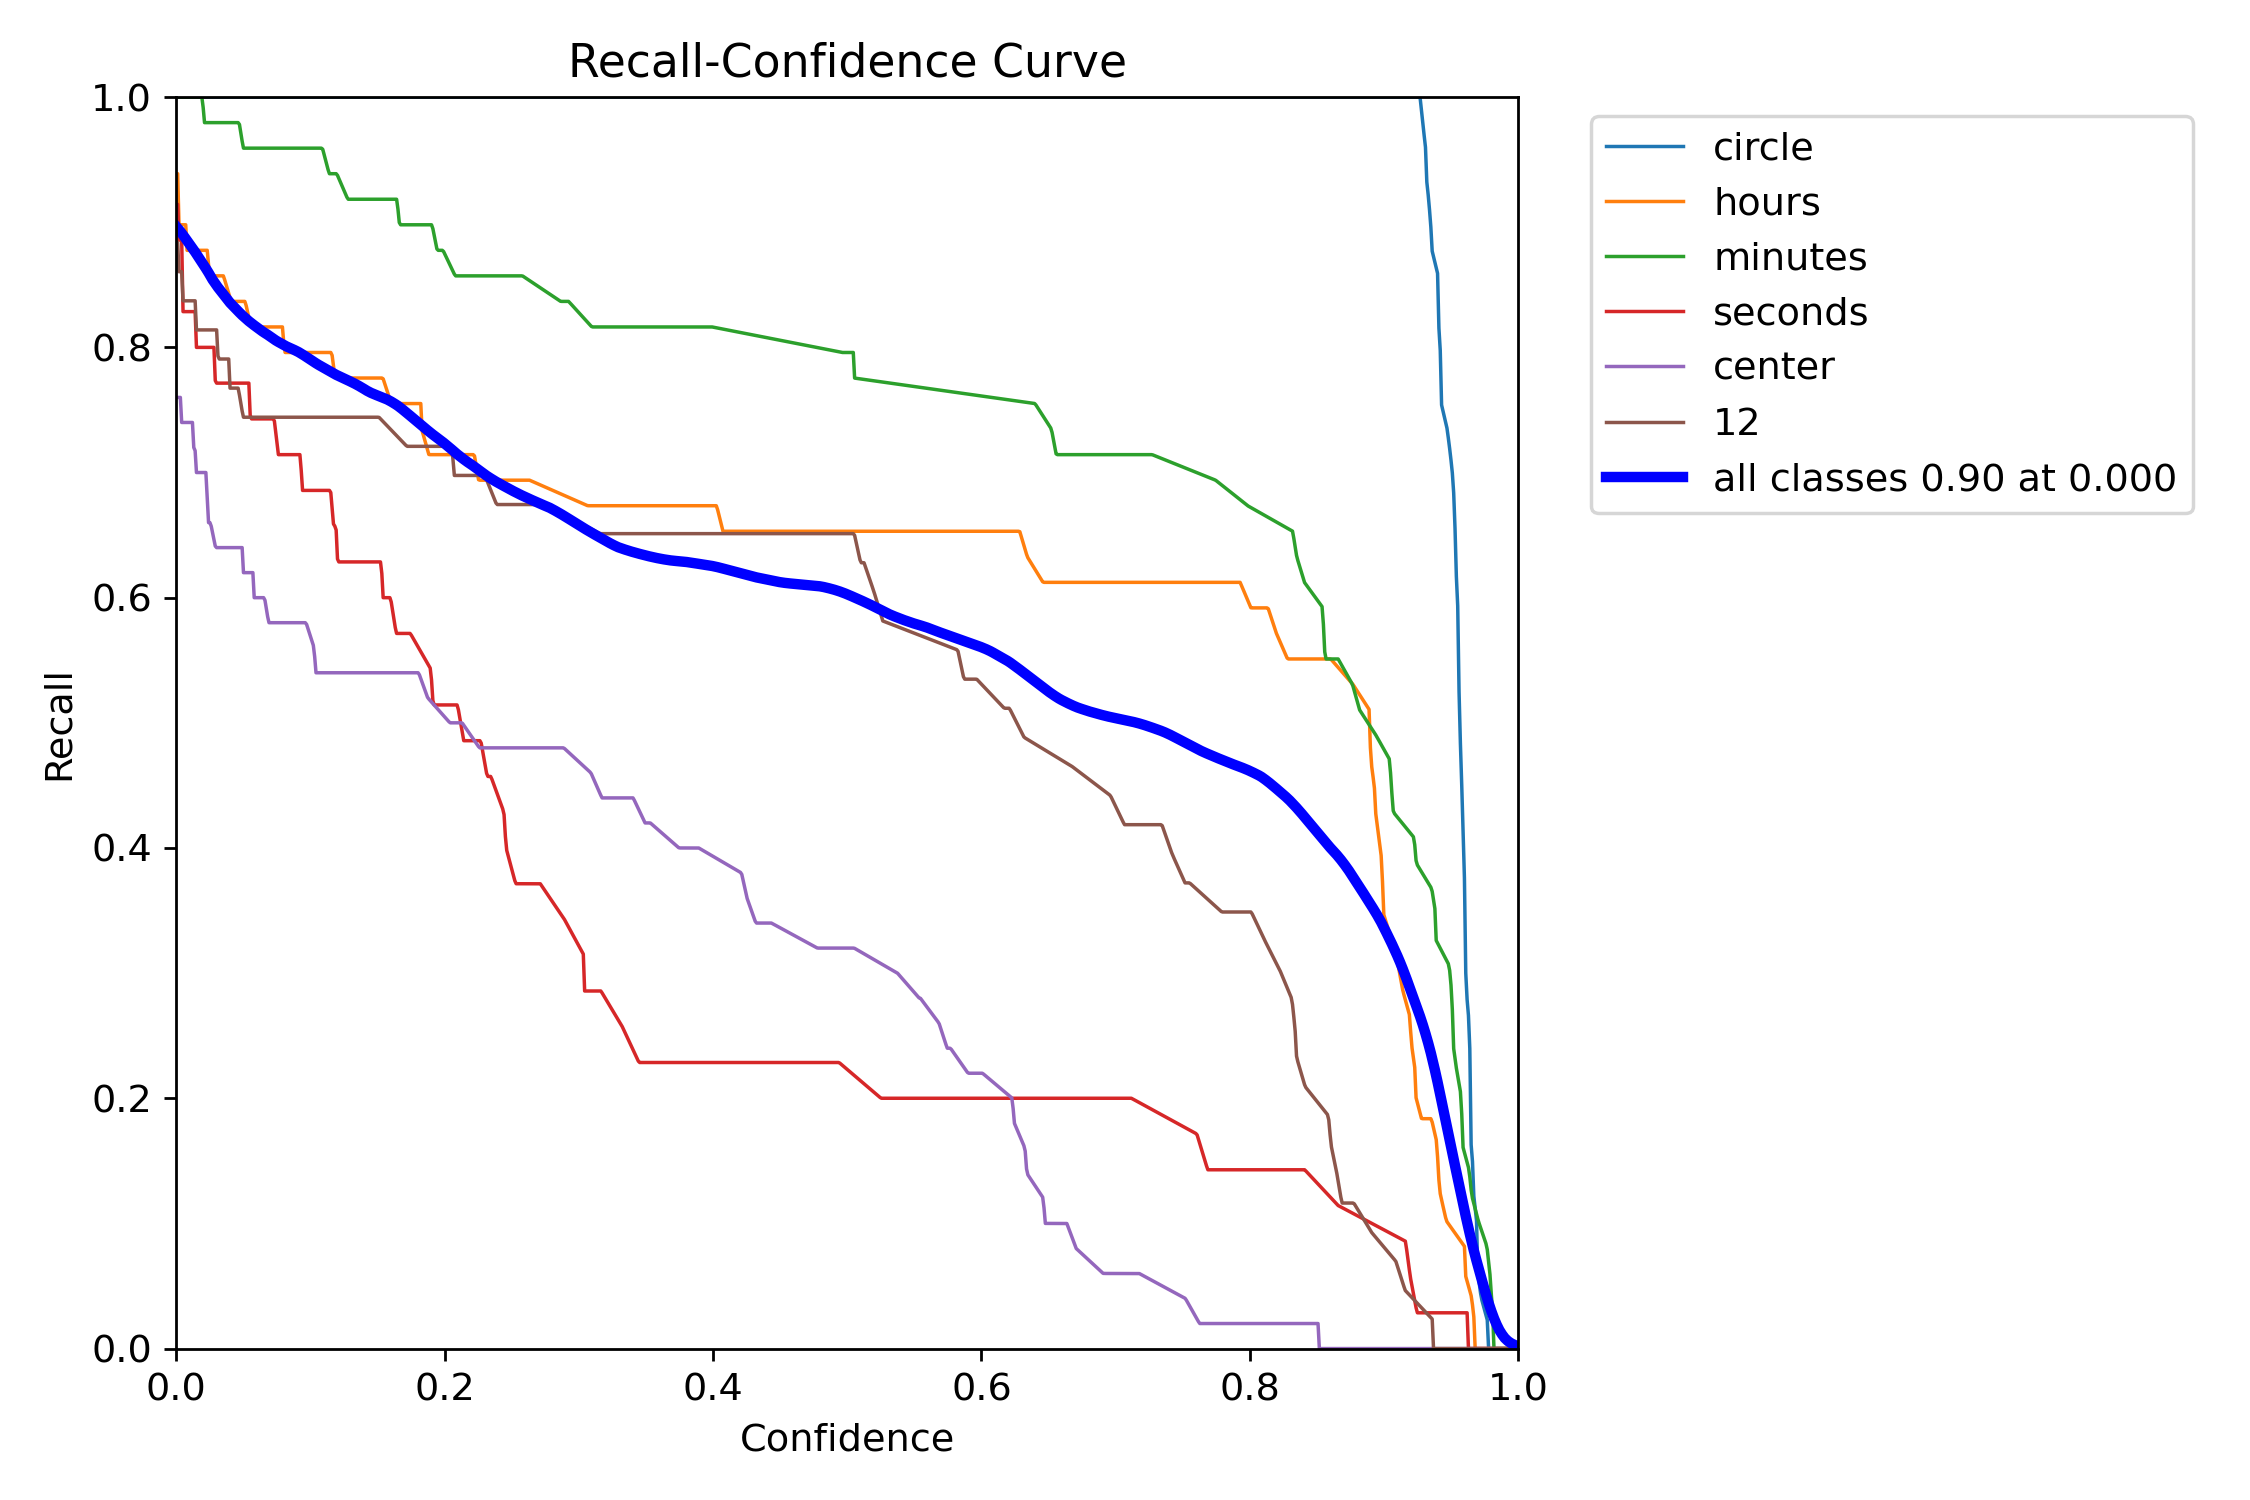 Recall-Confidence Curve
1.0
0.8
0.6
0.4
0.2
0.0
Recall
0.0 0.2 0.4 0.6 0.8 1.0
Confidence
circle
hours
minutes
seconds
center
12
all classes 0.90 at 0.000